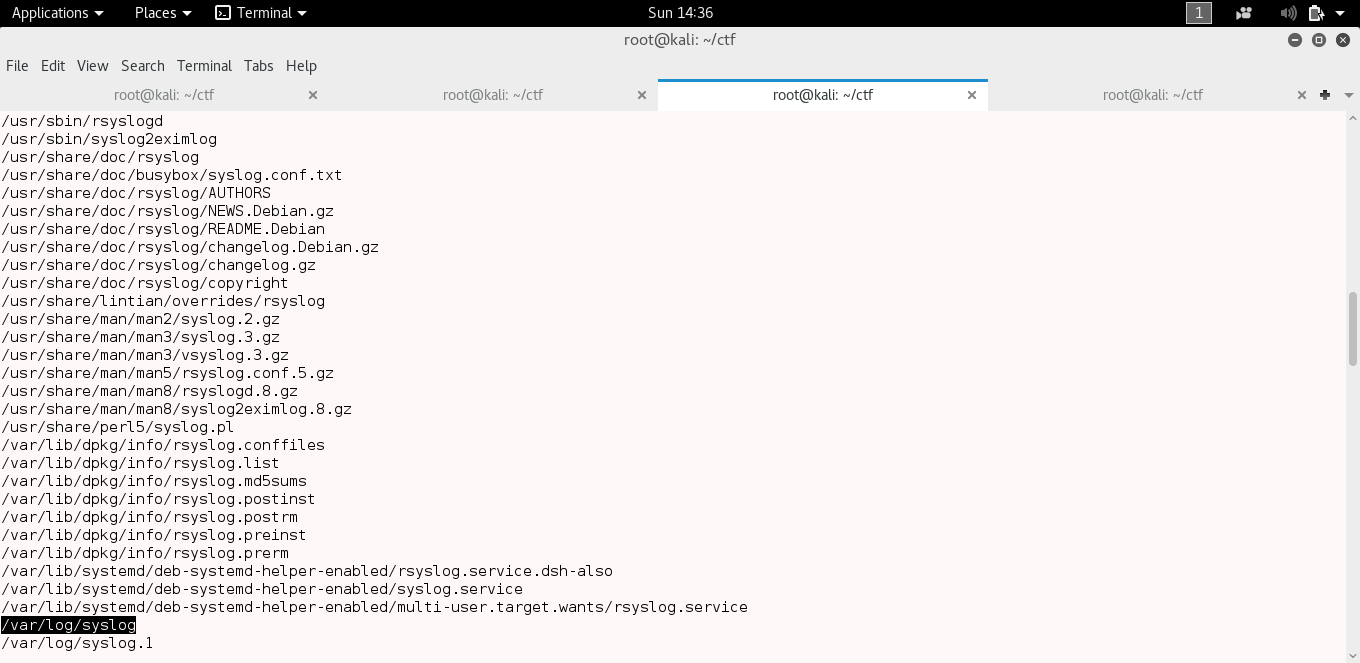 Applications Places Terminal Sun 14:36 1
root@kali: ~/ctf
File Edit View Search Terminal Tabs Help
root@kali: ~/ctf root@kali: ~/ctf root@kali: ~/ctf root@kali: ~/ctf
/usr/sbin/rsyslogd
/usr/sbin/syslog2eximlog
/usr/share/doc/rsyslog
/usr/share/doc/busybox/syslog.conf.txt
/usr/share/doc/rsyslog/AUTHORS
/usr/share/doc/rsyslog/NEWS.Debian.gz
/usr/share/doc/rsyslog/README.Debian
/usr/share/doc/rsyslog/changelog.Debian.gz
/usr/share/doc/rsyslog/changelog.gz
/usr/share/doc/rsyslog/copyright
/usr/share/lintian/overrides/rsyslog
/usr/share/man/man2/syslog.2.gz
/usr/share/man/man3/syslog.3.gz
/usr/share/man/man3/vsyslog.3.gz
/usr/share/man/man5/rsyslog.conf.5.gz
/usr/share/man/man8/rsyslogd.8.gz
/usr/share/man/man8/syslog2eximlog.8.gz
/usr/share/perl5/syslog.pl
/var/lib/dpkg/info/rsyslog.conffiles
/var/lib/dpkg/info/rsyslog.list
/var/lib/dpkg/info/rsyslog.md5sums
/var/lib/dpkg/info/rsyslog.postinst
/var/lib/dpkg/info/rsyslog.postrm
/var/lib/dpkg/info/rsyslog.preinst
/var/lib/dpkg/info/rsyslog.prerm
/var/lib/systemd/deb-systemd-helper-enabled/rsyslog.service.dsh-also
/var/lib/systemd/deb-systemd-helper-enabled/syslog.service
/var/lib/systemd/deb-systemd-helper-enabled/multi-user.target.wants/rsyslog.service
/var/log/syslog
/var/log/syslog.1